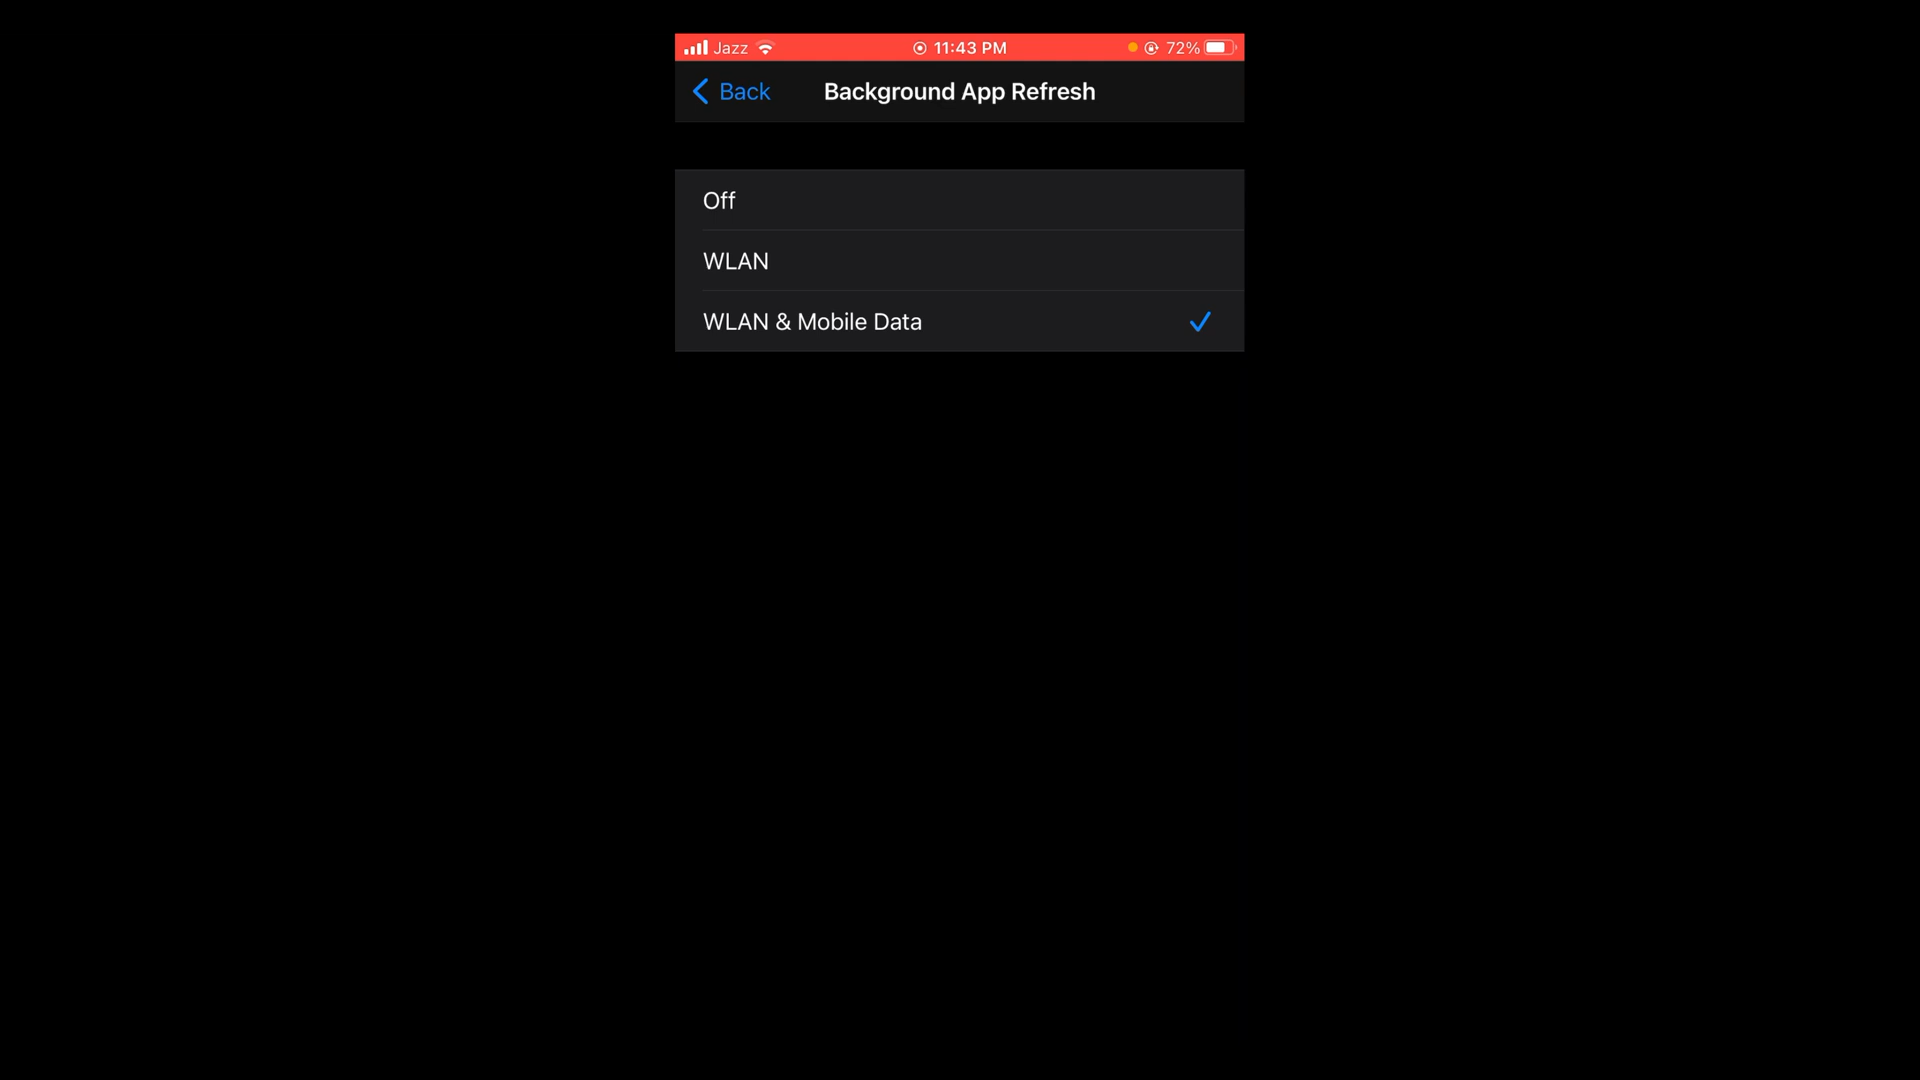 Jazz 11:43 PM 72%
Back Background App Refresh
Off
WLAN
WLAN & Mobile Data